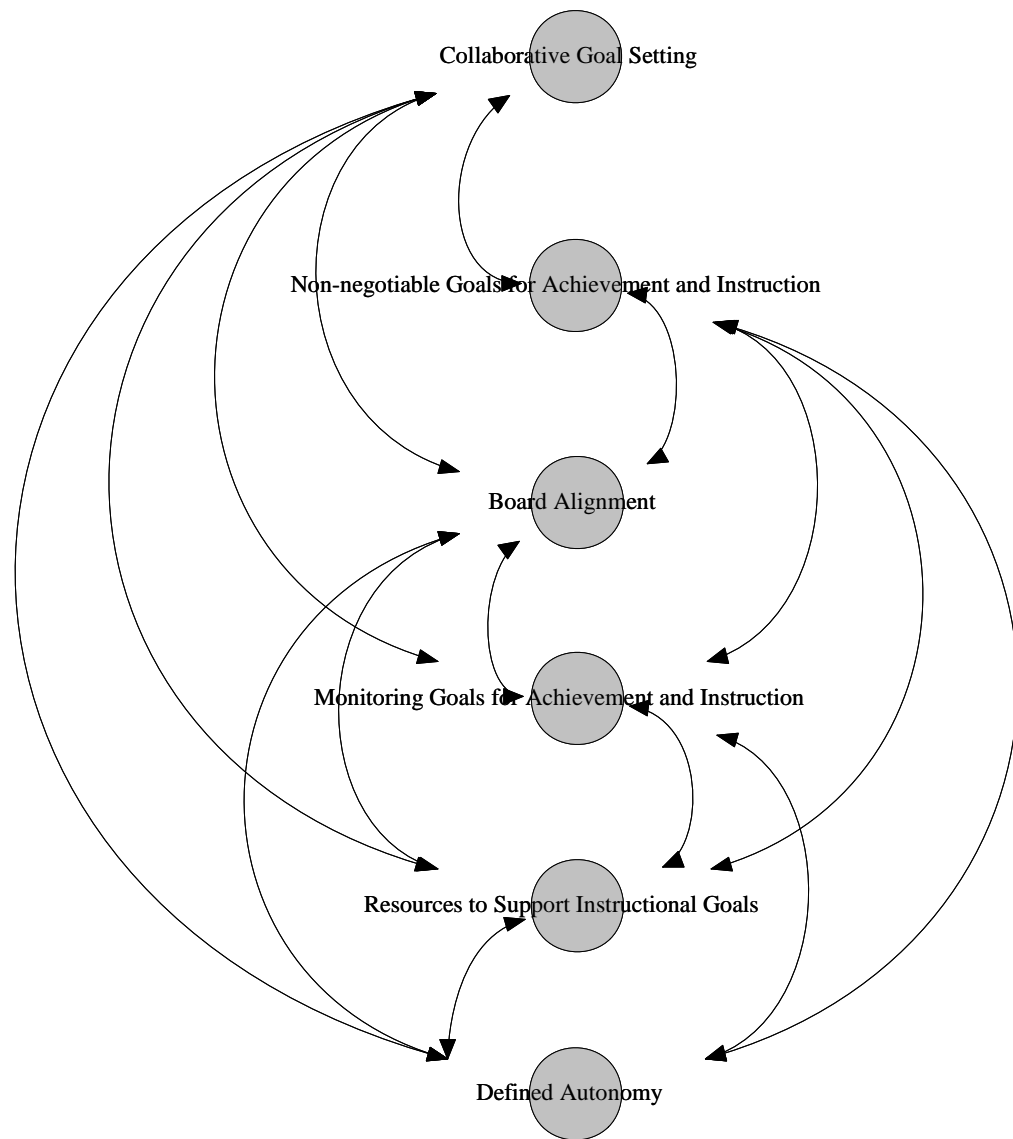 Collaborative Goal Setting
Non-negotiable Goals for Achievement and Instruction
Board Alignment
Monitoring Goals for Achievement and Instruction
Resources to Support Instructional Goals
Defined Autonomy